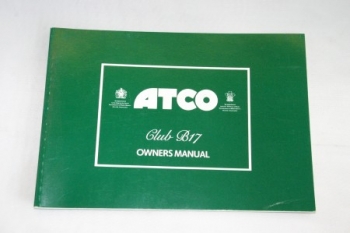 ATCO
Club B17
OWNERS MANUAL